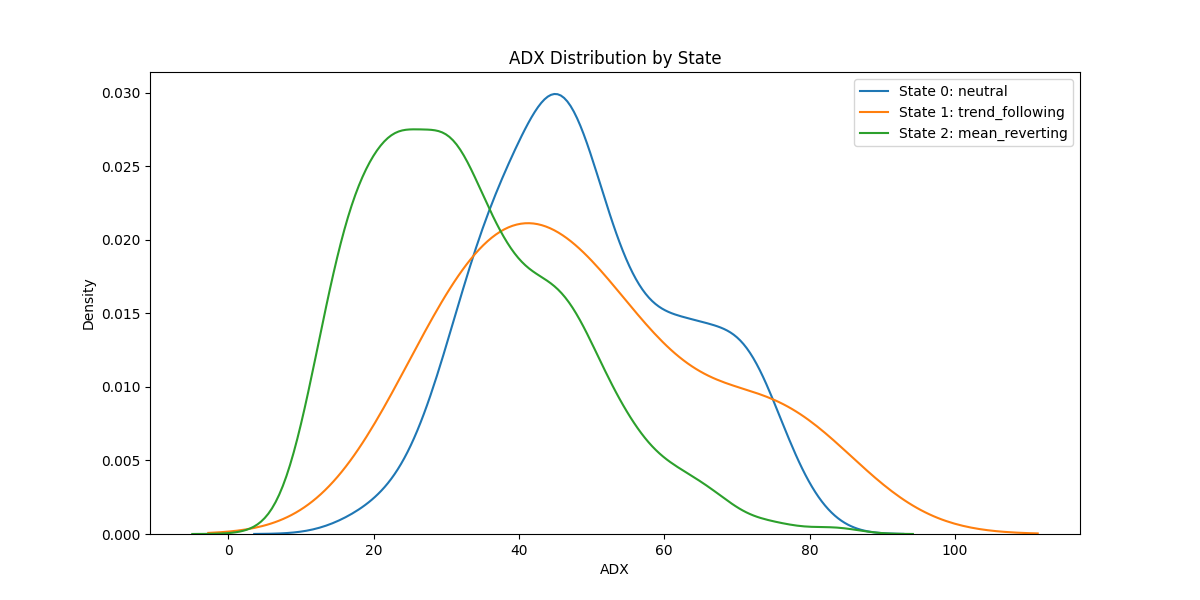 ADX Distribution by State
State 0: neutral
State 1: trend_following
State 2: mean_reverting
Density
0.030
0.025
0.020
0.015
0.010
0.005
0.000
0
20
40
60
80
100
ADX